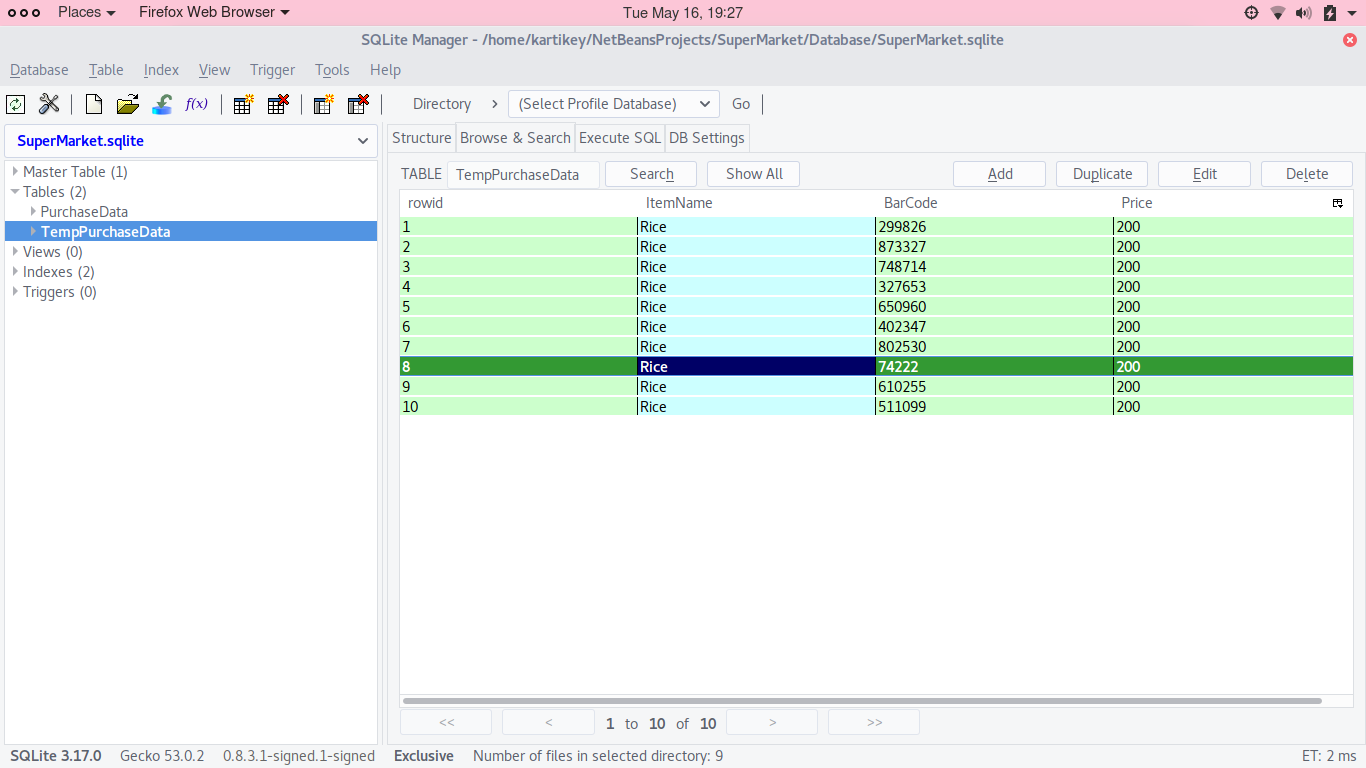 Places Firefox Web Browser Tue May 16, 19:27
SQLite Manager - /home/kartikey/NetBeansProjects/SuperMarket/Database/SuperMarket.sqlite
Database Table Index View Trigger Tools Help
f(x) Directory > (Select Profile Database) Go
SuperMarket.sqlite
Master Table (1)
Tables (2)
PurchaseData
TempPurchaseData
Views (0)
Indexes (2)
Triggers (0)
Structure Browse & Search Execute SQL DB Settings
TABLE TempPurchaseData Search Show All Add Duplicate Edit Delete
rowid ItemName BarCode Price
1 Rice 299826 200
2 Rice 873327 200
3 Rice 748714 200
4 Rice 327653 200
5 Rice 650960 200
6 Rice 402347 200
7 Rice 802530 200
8 Rice 74222 200
9 Rice 610255 200
10 Rice 511099 200
<< < 1 to 10 of 10 > >>
SQLite 3.17.0 Gecko 53.0.2 0.8.3.1-signed.1-signed Exclusive Number of files in selected directory: 9 ET: 2 ms